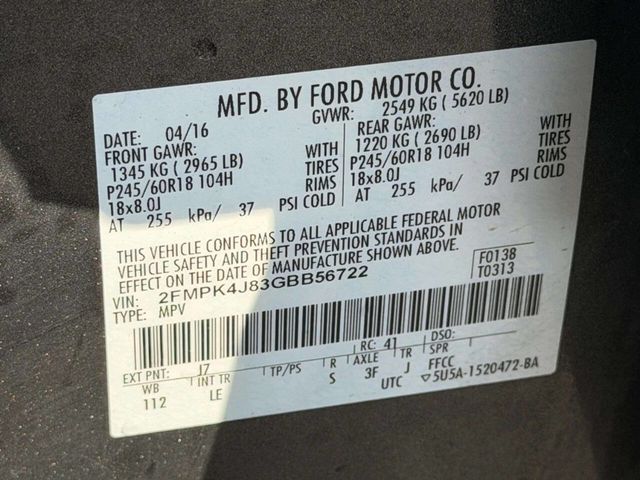 MFD. BY FORD MOTOR CO.
DATE: 04/16 GVWR: 2549 KG ( 5620 LB)
FRONT GAWR: REAR GAWR:
1345 KG ( 2965 LB) WITH 1220 KG ( 2690 LB) WITH
P245/60R18 104H TIRES P245/60R18 104H TIRES
18x8.0J RIMS 18x8.0J RIMS
AT 255 kPa/ 37 PSI COLD AT 255 kPa/ 37 PSI COLD
THIS VEHICLE CONFORMS TO ALL APPLICABLE FEDERAL MOTOR
VEHICLE SAFETY AND THEFT PREVENTION STANDARDS IN
EFFECT ON THE DATE OF MANUFACTURE SHOWN ABOVE.
VIN: 2FMPK4J83GBB56722 F0138
TYPE: MPV T0313
EXT PNT: J7 RC: 41 DSO:
WB INT TR TP/PS R AXLE TR SPR
112 LE S 3F J FFCC
UTC ▽5U5A-1520472-BA